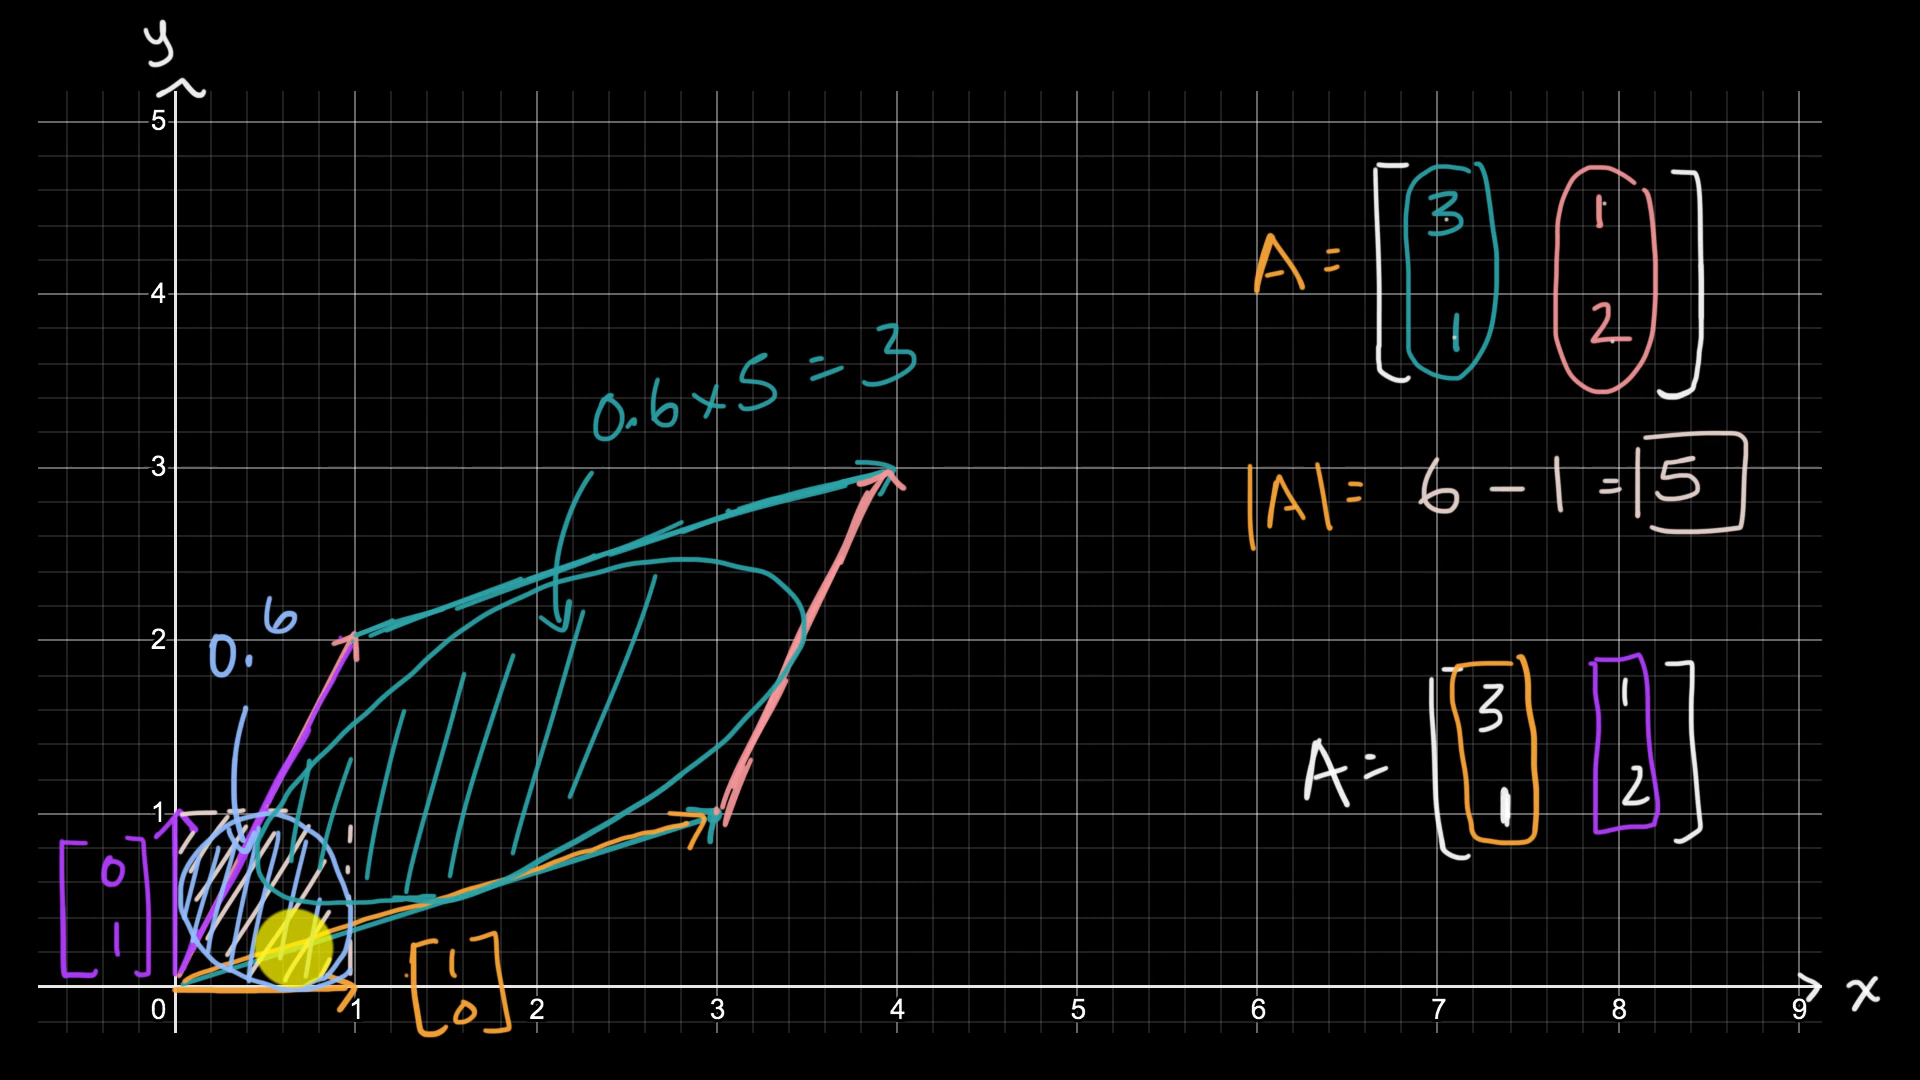 y
5
4
3
2
1
0 1 2 3 4 5 6 7 8 9 x
A = [ 3 1
1 2 ]
0.6 x 5 = 3
|A| = 6 - 1 = |5|
0.6
A = [ 3 1
1 2 ]
[ 0
1 ]
[ 1
0 ]